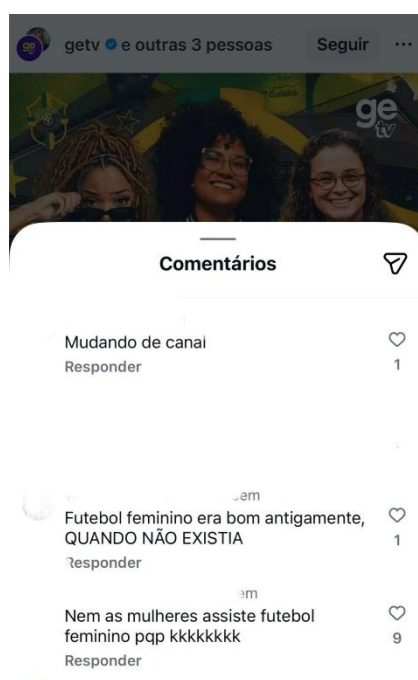 getv e outras 3 pessoas Seguir
ge
tv
Comentários
Mudando de canal
Responder
1
Futebol feminino era bom antigamente,
QUANDO NÃO EXISTIA
1
Responder
Nem as mulheres assiste futebol
feminino pqp kkkkkkkk
9
Responder